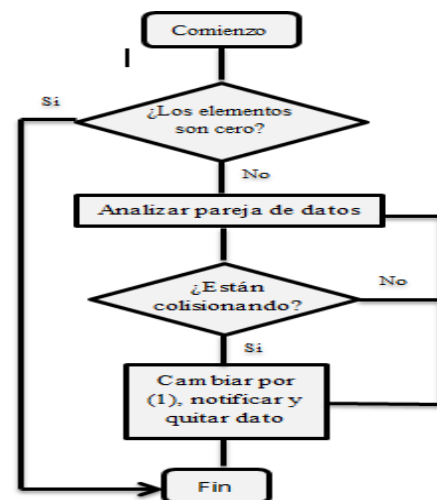 Comienzo
Si
¿Los elementos
son cero?
No
Analizar pareja de datos
¿Están
colisionando?
No
Si
Cambiar por
(1), notificar y
quitar dato
Fin